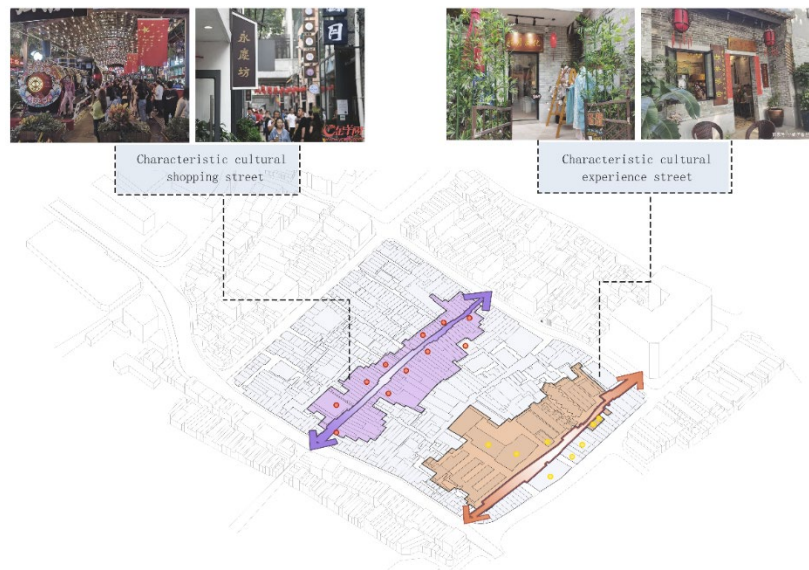 永庆坊
Characteristic cultural
shopping street
Characteristic cultural
experience street